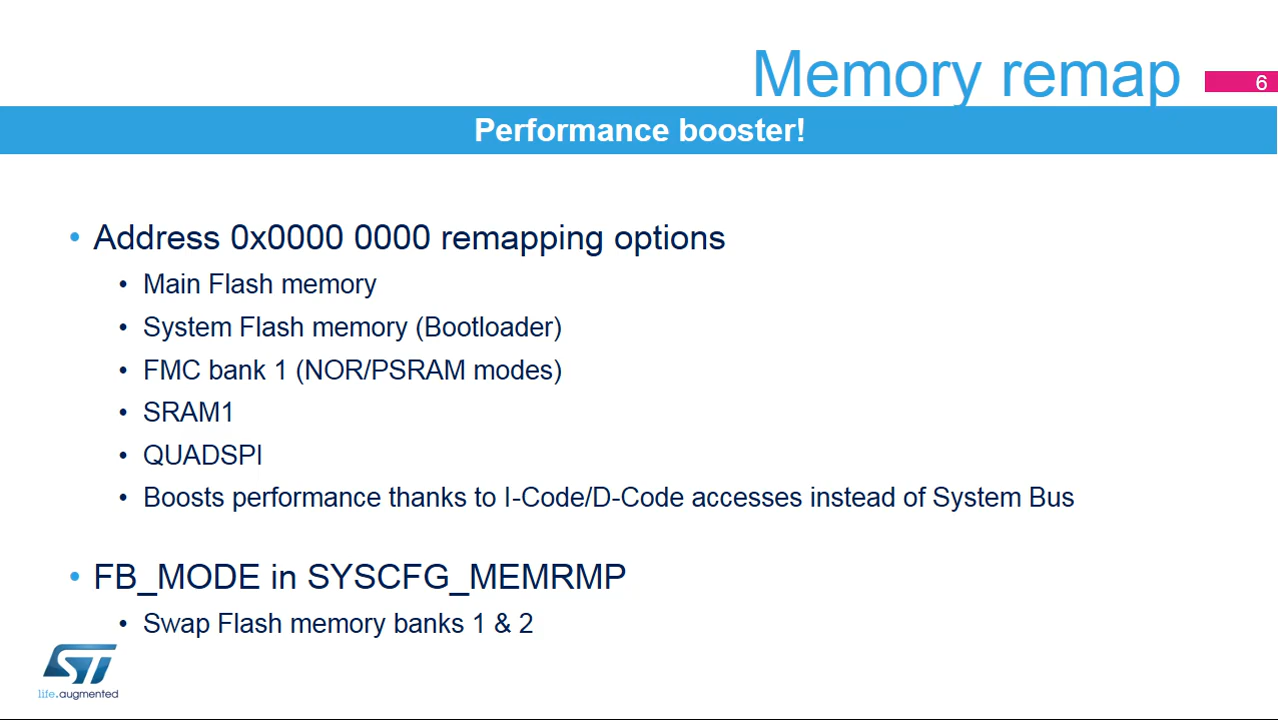 Memory remap
6
Performance booster!
• Address 0x0000 0000 remapping options
• Main Flash memory
• System Flash memory (Bootloader)
• FMC bank 1 (NOR/PSRAM modes)
• SRAM1
• QUADSPI
• Boosts performance thanks to I-Code/D-Code accesses instead of System Bus
• FB_MODE in SYSCFG_MEMRMP
• Swap Flash memory banks 1 & 2
ST
life.augmented